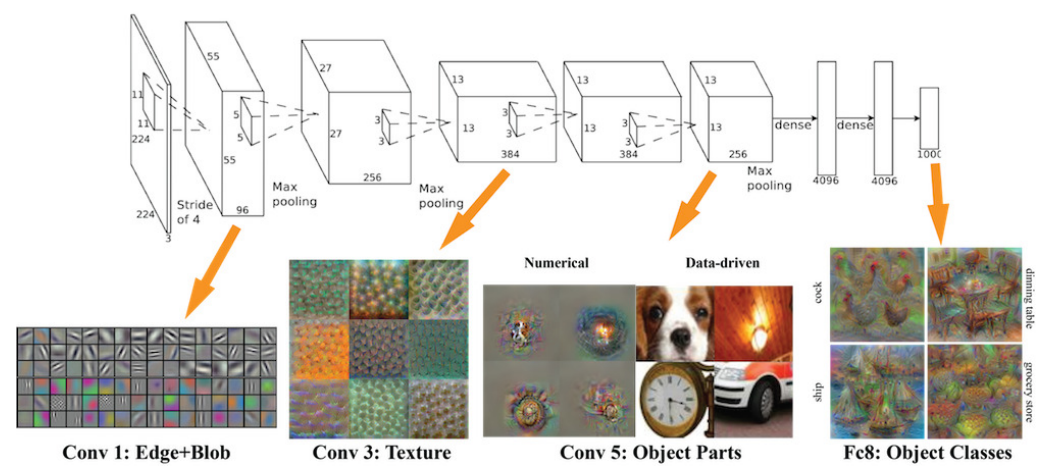 55
27
13
13
13
11
11
5
5
3
3
3
3
3
3
224
55
27
13
13
13
dense
dense
1000
384
384
256
256
4096
4096
224
Stride
of 4
3
96
Max
pooling
Max
pooling
Max
pooling
Numerical
Data-driven
cock
dinning table
ship
grocery store
Conv 1: Edge+Blob
Conv 3: Texture
Conv 5: Object Parts
Fc8: Object Classes